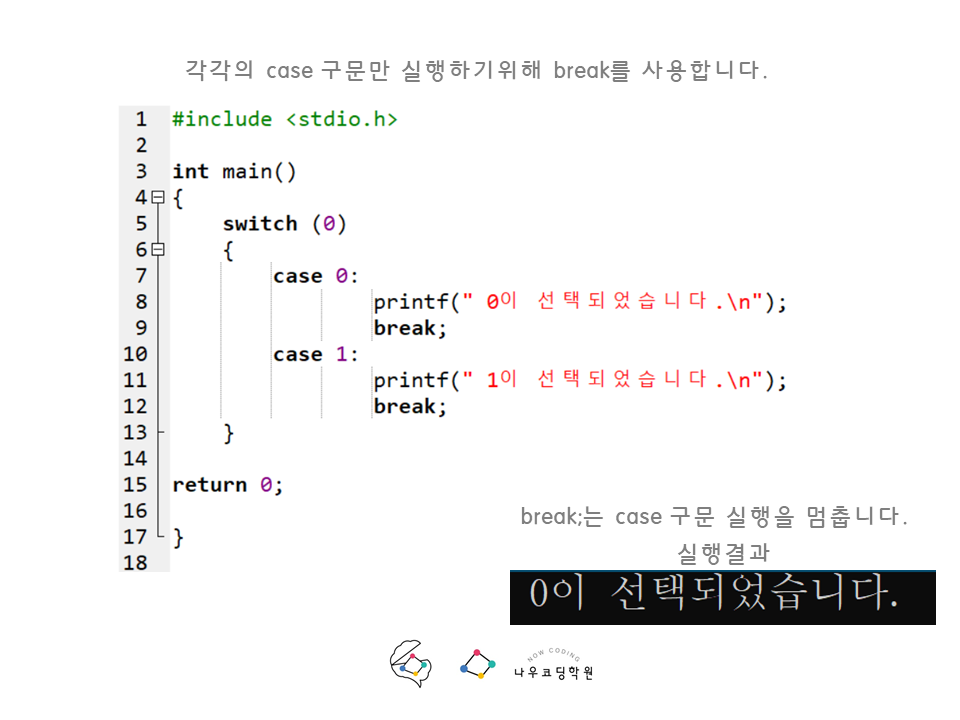 각각의 case 구문만 실행하기위해 break를 사용합니다.
1 #include <stdio.h>
2
3 int main()
4 {
5 switch (0)
6 {
7 case 0:
8 printf(" 0이 선택되었습니다.\n");
9 break;
10 case 1:
11 printf(" 1이 선택되었습니다.\n");
12 break;
13 }
14
15 return 0;
16
17 }
18
break;는 case 구문 실행을 멈춥니다.
실행결과
0이 선택되었습니다.
NOW CODING
나우코딩학원